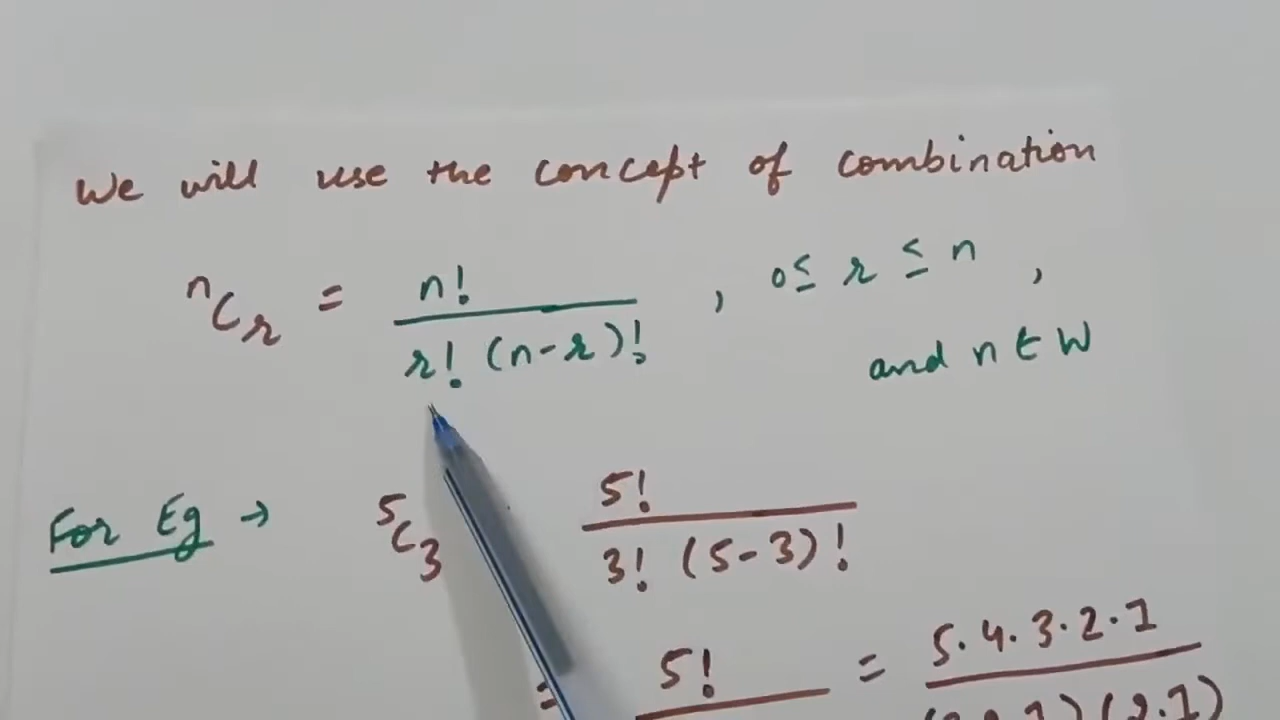 We will use the concept of combination
ⁿCᵣ = n! / r! (n-r)! , 0 ≤ r ≤ n ,
and n ∈ W
For Eg → ⁵C₃ 5! / 3! (5-3)!
= 5! = 5.4.3.2.1